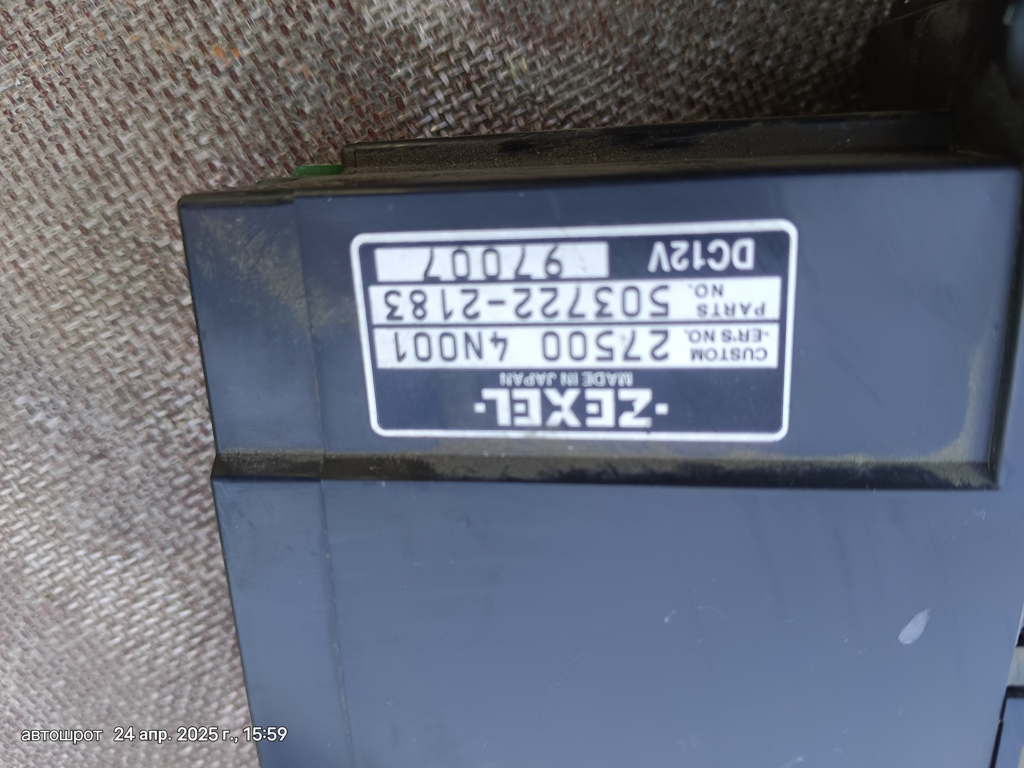 ·ZEXEL·
MADE IN JAPAN
CUSTOM
-ER'S NO. 27500 4N001
PARTS
NO. 503722-2183
DC12V 97007
автошрот 24 апр. 2025 г., 15:59